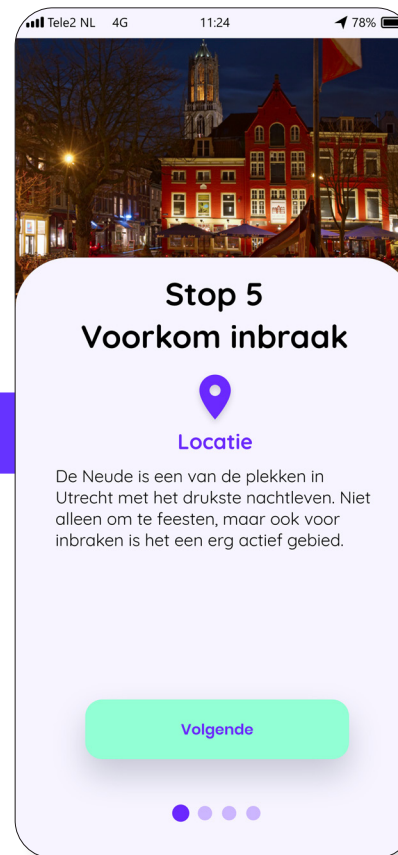 Tele2 NL 4G 11:24 78%
Stop 5
Voorkom inbraak
Locatie
De Neude is een van de plekken in
Utrecht met het drukste nachtleven. Niet
alleen om te feesten, maar ook voor
inbraken is het een erg actief gebied.
Volgende